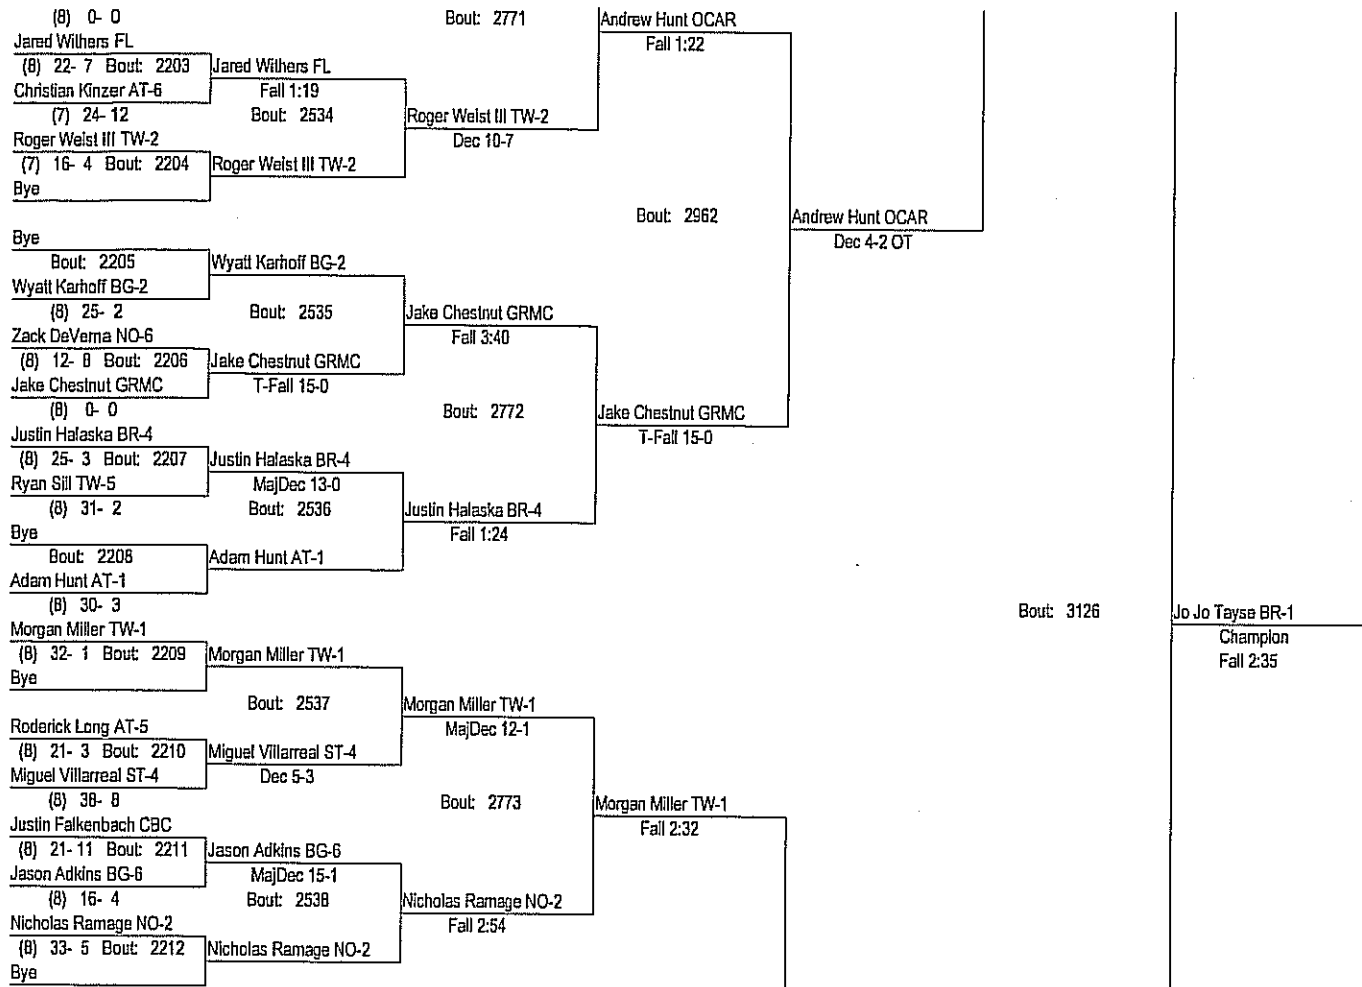 (8) 0- 0
Bout: 2771
Andrew Hunt OCAR
Fall 1:22
Jared Withers FL
(8) 22- 7 Bout: 2203
Jared Withers FL
Christian Kinzer AT-6
Fall 1:19
(7) 24- 12
Bout: 2534
Roger Weist III TW-2
Roger Weist III TW-2
Dec 10-7
(7) 16- 4 Bout: 2204
Roger Weist III TW-2
Bye
Bout: 2962
Andrew Hunt OCAR
Dec 4-2 OT
Bye
Bout: 2205
Wyatt Karhoff BG-2
Wyatt Karhoff BG-2
(8) 25- 2
Bout: 2535
Jake Chestnut GRMC
Fall 3:40
Zack DeVerna NO-6
(8) 12- 8 Bout: 2206
Jake Chestnut GRMC
Jake Chestnut GRMC
T-Fall 15-0
(8) 0- 0
Bout: 2772
Jake Chestnut GRMC
T-Fall 15-0
Justin Halaska BR-4
(8) 25- 3 Bout: 2207
Justin Halaska BR-4
Ryan Sill TW-5
MajDec 13-0
(8) 31- 2
Bout: 2536
Justin Halaska BR-4
Fall 1:24
Bye
Bout: 2208
Adam Hunt AT-1
Adam Hunt AT-1
(8) 30- 3
Bout: 3126
Jo Jo Tayse BR-1
Champion
Fall 2:35
Morgan Miller TW-1
(8) 32- 1 Bout: 2209
Morgan Miller TW-1
Bye
Bout: 2537
Morgan Miller TW-1
MajDec 12-1
Roderick Long AT-5
(8) 21- 3 Bout: 2210
Miguel Villarreal ST-4
Miguel Villarreal ST-4
Dec 5-3
(8) 38- 8
Bout: 2773
Morgan Miller TW-1
Fall 2:32
Justin Falkenbach CBC
(8) 21- 11 Bout: 2211
Jason Adkins BG-6
Jason Adkins BG-6
MajDec 15-1
(8) 16- 4
Bout: 2538
Nicholas Ramage NO-2
Fall 2:54
Nicholas Ramage NO-2
(8) 33- 5 Bout: 2212
Nicholas Ramage NO-2
Bye